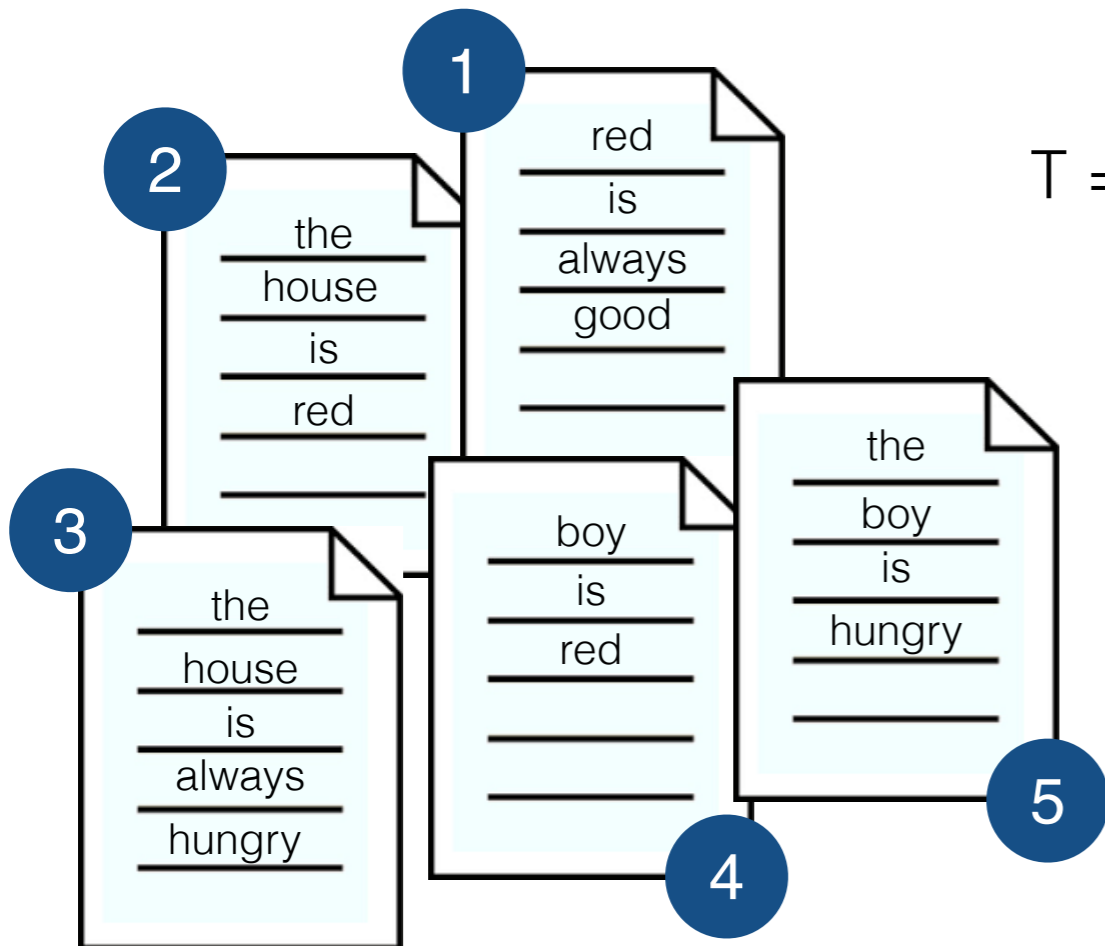 1
red
is
always
good
T =
2
the
house
is
red
3
the
house
is
always
hungry
4
boy
is
red
5
the
boy
is
hungry